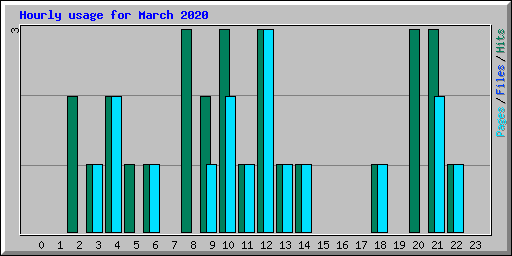 Hourly usage for March 2020
3
Pages/Files/Hits
0 1 2 3 4 5 6 7 8 9 10 11 12 13 14 15 16 17 18 19 20 21 22 23